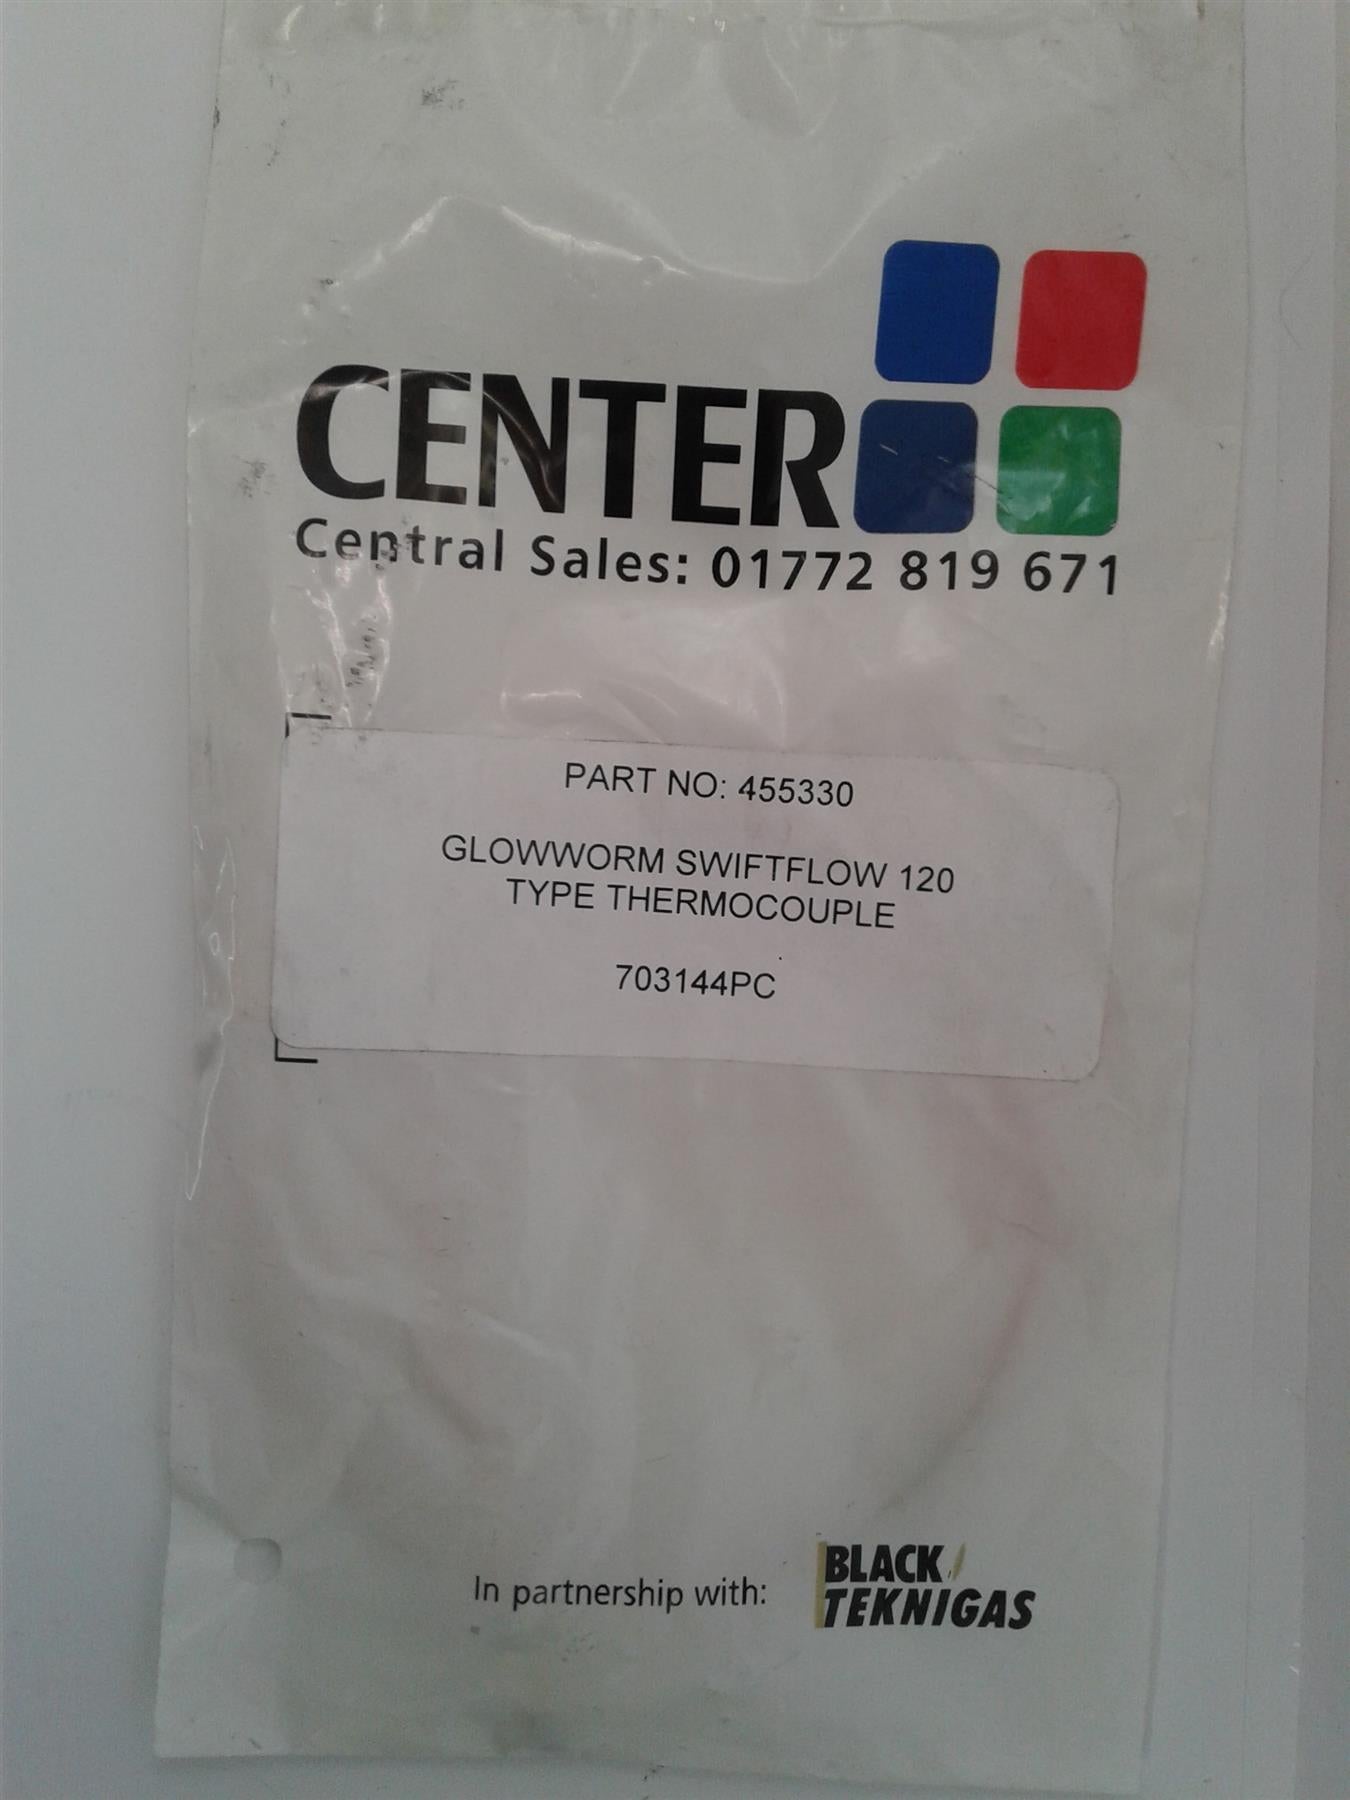 CENTER
Central Sales: 01772 819 671
PART NO: 455330
GLOWWORM SWIFTFLOW 120
TYPE THERMOCOUPLE
703144PC
In partnership with:
BLACK
TEKNIGAS